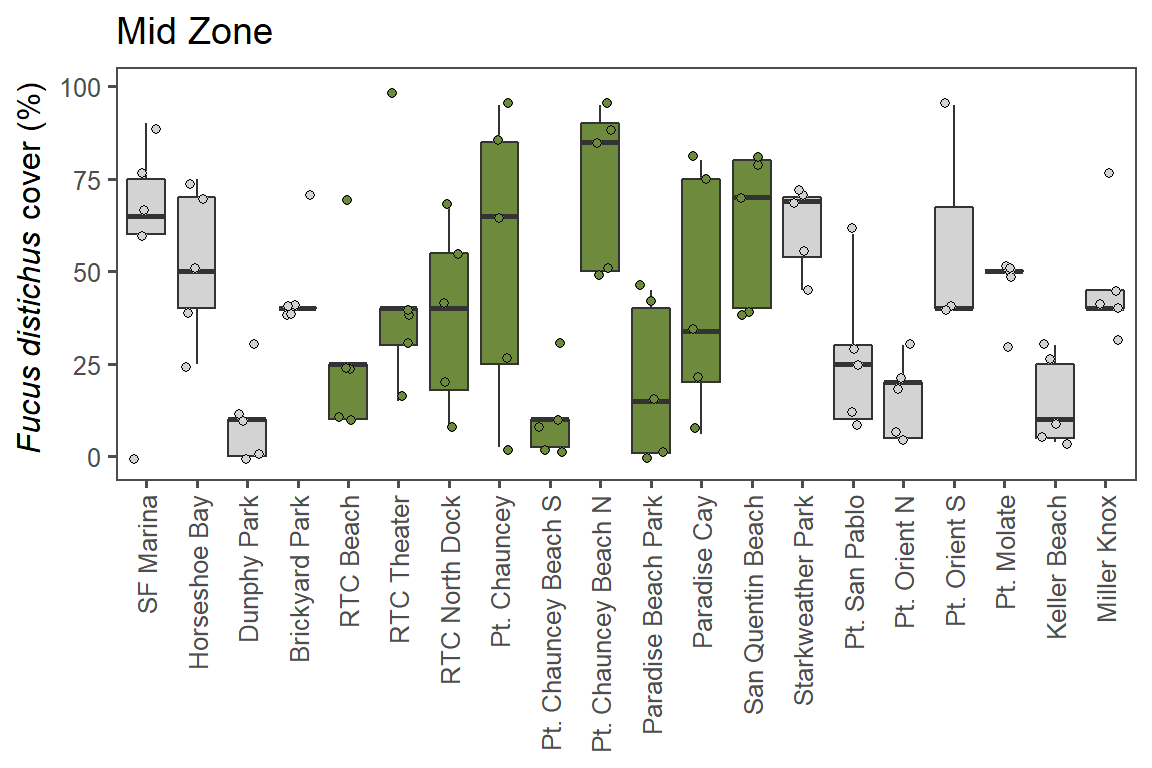 Mid Zone
Fucus distichus cover (%)
100
75
50
25
0
SF Marina
Horseshoe Bay
Dunphy Park
Brickyard Park
RTC Beach
RTC Theater
RTC North Dock
Pt. Chauncey
Pt. Chauncey Beach S
Pt. Chauncey Beach N
Paradise Beach Park
Paradise Cay
San Quentin Beach
Starkweather Park
Pt. San Pablo
Pt. Orient N
Pt. Orient S
Pt. Molate
Keller Beach
Miller Knox